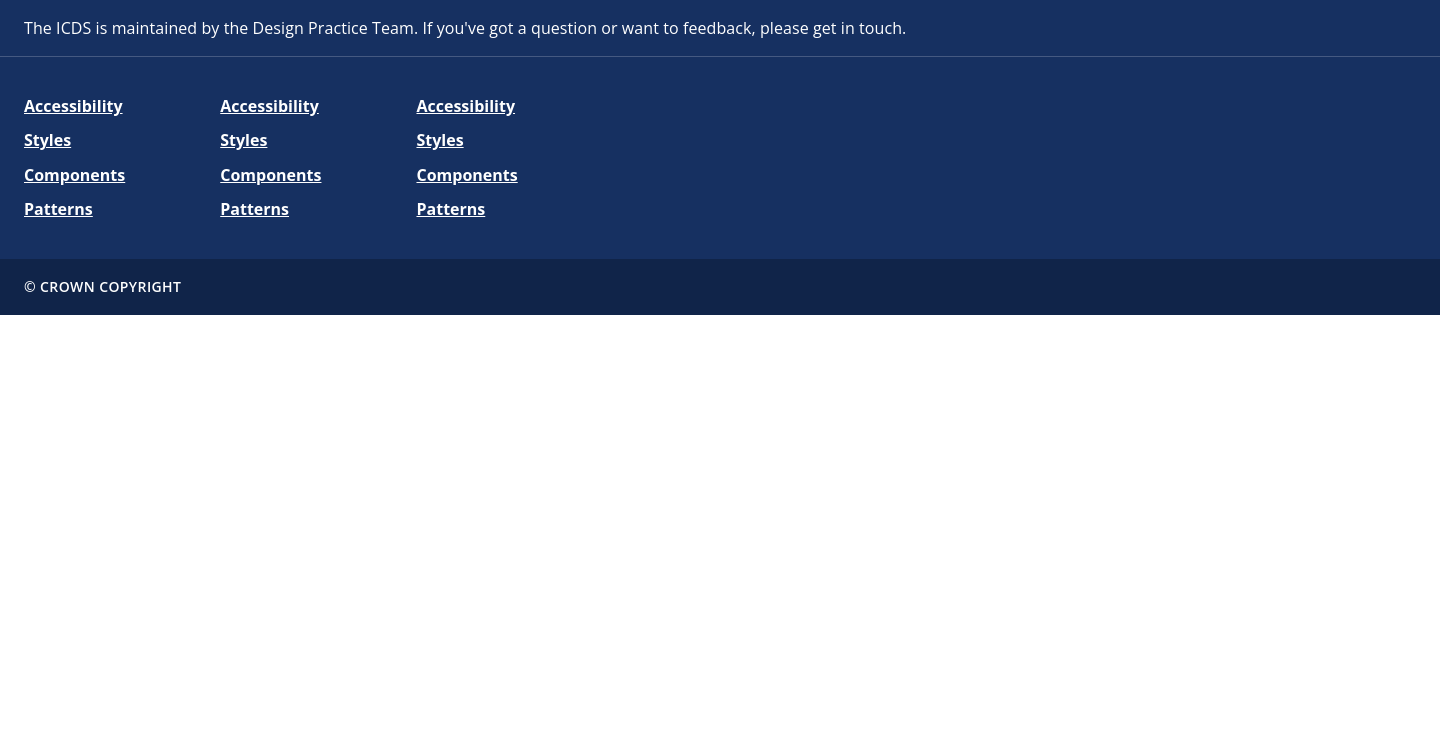 The ICDS is maintained by the Design Practice Team. If you've got a question or want to feedback, please get in touch.
Accessibility
Styles
Components
Patterns
Accessibility
Styles
Components
Patterns
Accessibility
Styles
Components
Patterns
© CROWN COPYRIGHT